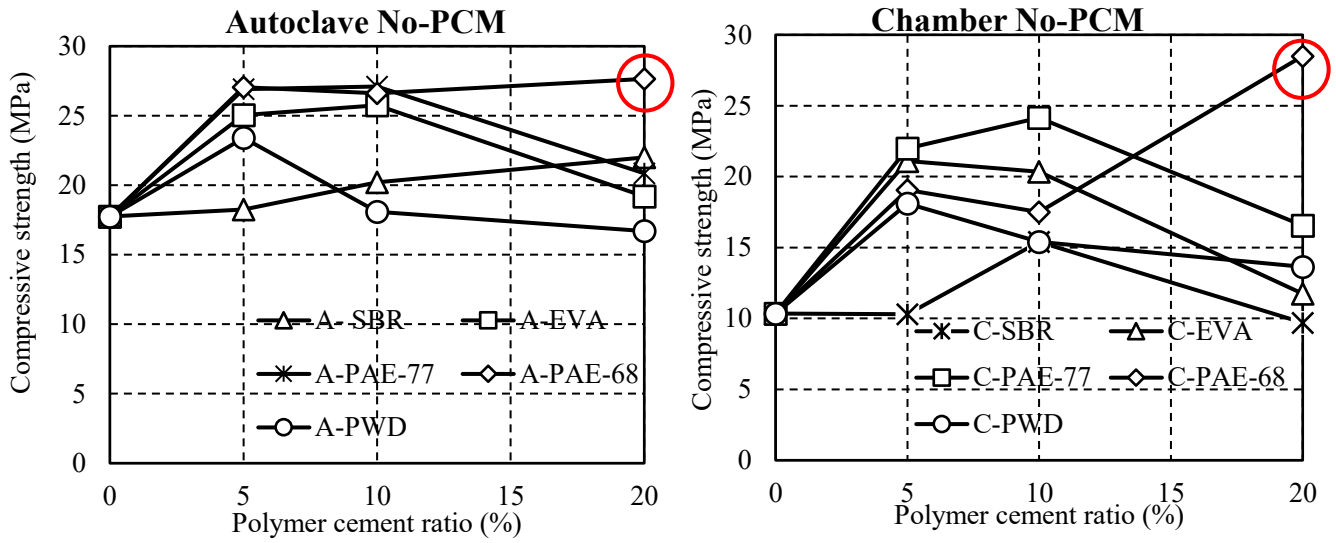 Autoclave No-PCM
Compressive strength (MPa)
30
25
20
15
10
5
0
A- SBR
A-EVA
A-PAE-77
A-PAE-68
A-PWD
0
5
10
15
20
Polymer cement ratio (%)
Chamber No-PCM
Compressive strength (MPa)
30
25
20
15
10
5
0
C-SBR
C-EVA
C-PAE-77
C-PAE-68
C-PWD
0
5
10
15
20
Polymer cement ratio (%)